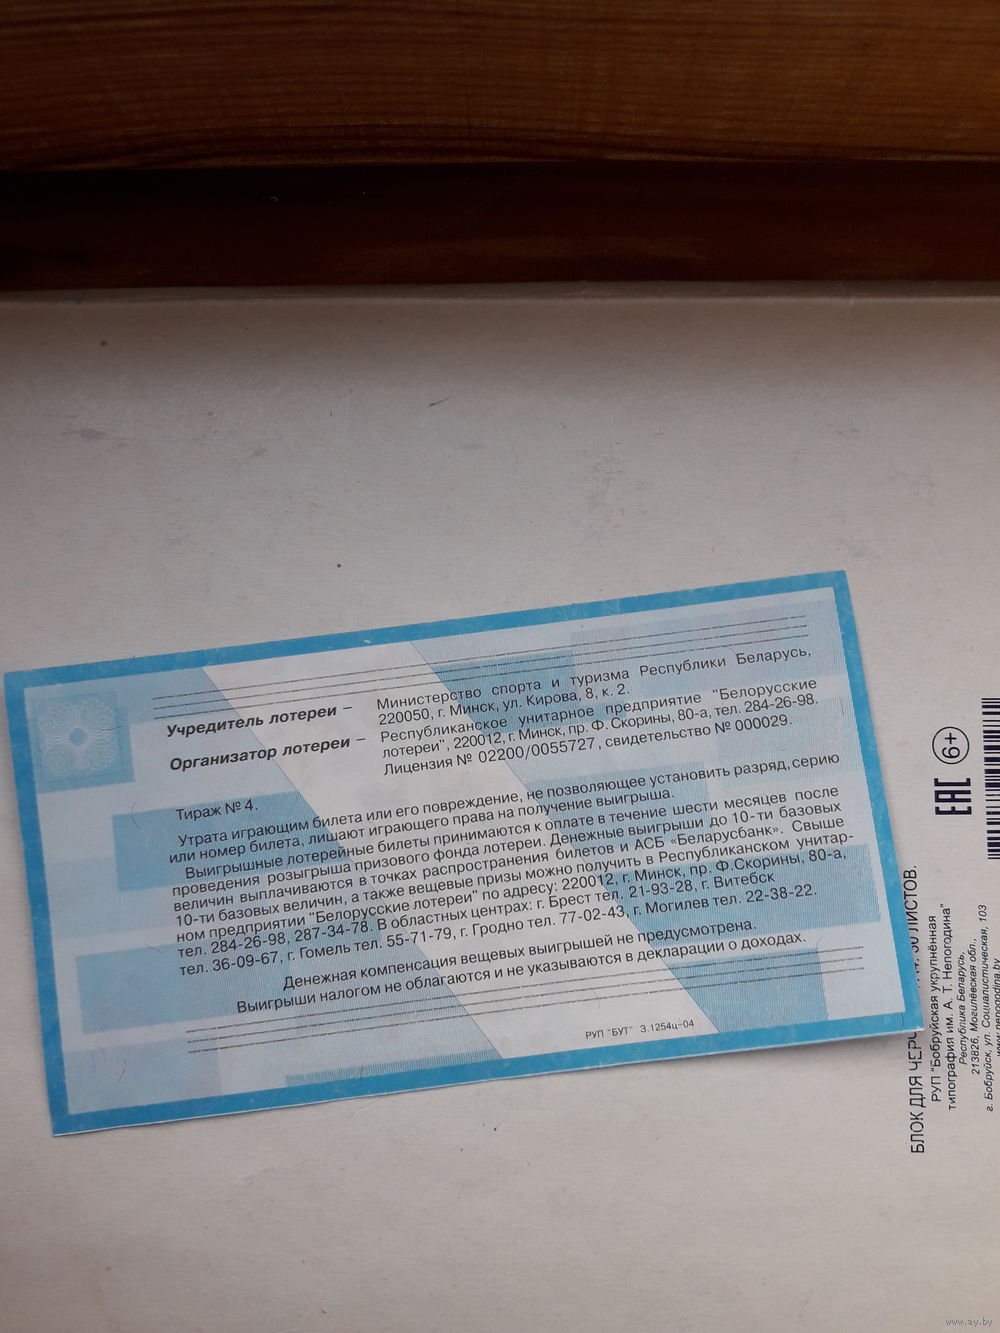 Учредитель лотереи –
Министерство спорта и туризма Республики Беларусь,
220050, г. Минск, ул. Кирова, 8, к. 2.
Организатор лотереи –
Республиканское унитарное предприятие "Белорусские
лотереи", 220012, г. Минск, пр. Ф. Скорины, 80-а, тел. 284-26-98.
Лицензия № 02200/0055727, свидетельство № 000029.
Тираж № 4.
Утрата играющим билета или его повреждение, не позволяющее установить разряд, серию
или номер билета, лишают играющего права на получение выигрыша.
Выигрышные лотерейные билеты принимаются к оплате в течение шести месяцев после
проведения розыгрыша призового фонда лотереи. Денежные выигрыши до 10-ти базовых
величин выплачиваются в точках распространения билетов и АСБ «Беларусбанк». Свыше
10-ти базовых величин, а также вещевые призы можно получить в Республиканском унитар-
ном предприятии "Белорусские лотереи" по адресу: 220012, г. Минск, пр. Ф.Скорины, 80-а,
тел. 284-26-98, 287-34-78. В областных центрах: г. Брест тел. 21-93-28, г. Витебск
тел. 36-09-67, г. Гомель тел. 55-71-79, г. Гродно тел. 77-02-43, г. Могилев тел. 22-38-22.
Денежная компенсация вещевых выигрышей не предусмотрена.
Выигрыши налогом не облагаются и не указываются в декларации о доходах.
РУП "БУТ" З.1254ц-04
EAC 6+
БЛОК ДЛЯ ЛИСТОВ.
РУП "Бобруйская укрупнённая
типография им. А. Т. Непогодина"
Республика Беларусь,
213826, Могилёвская обл.,
г. Бобруйск, ул. Социалистическая, 103
www.ay.by